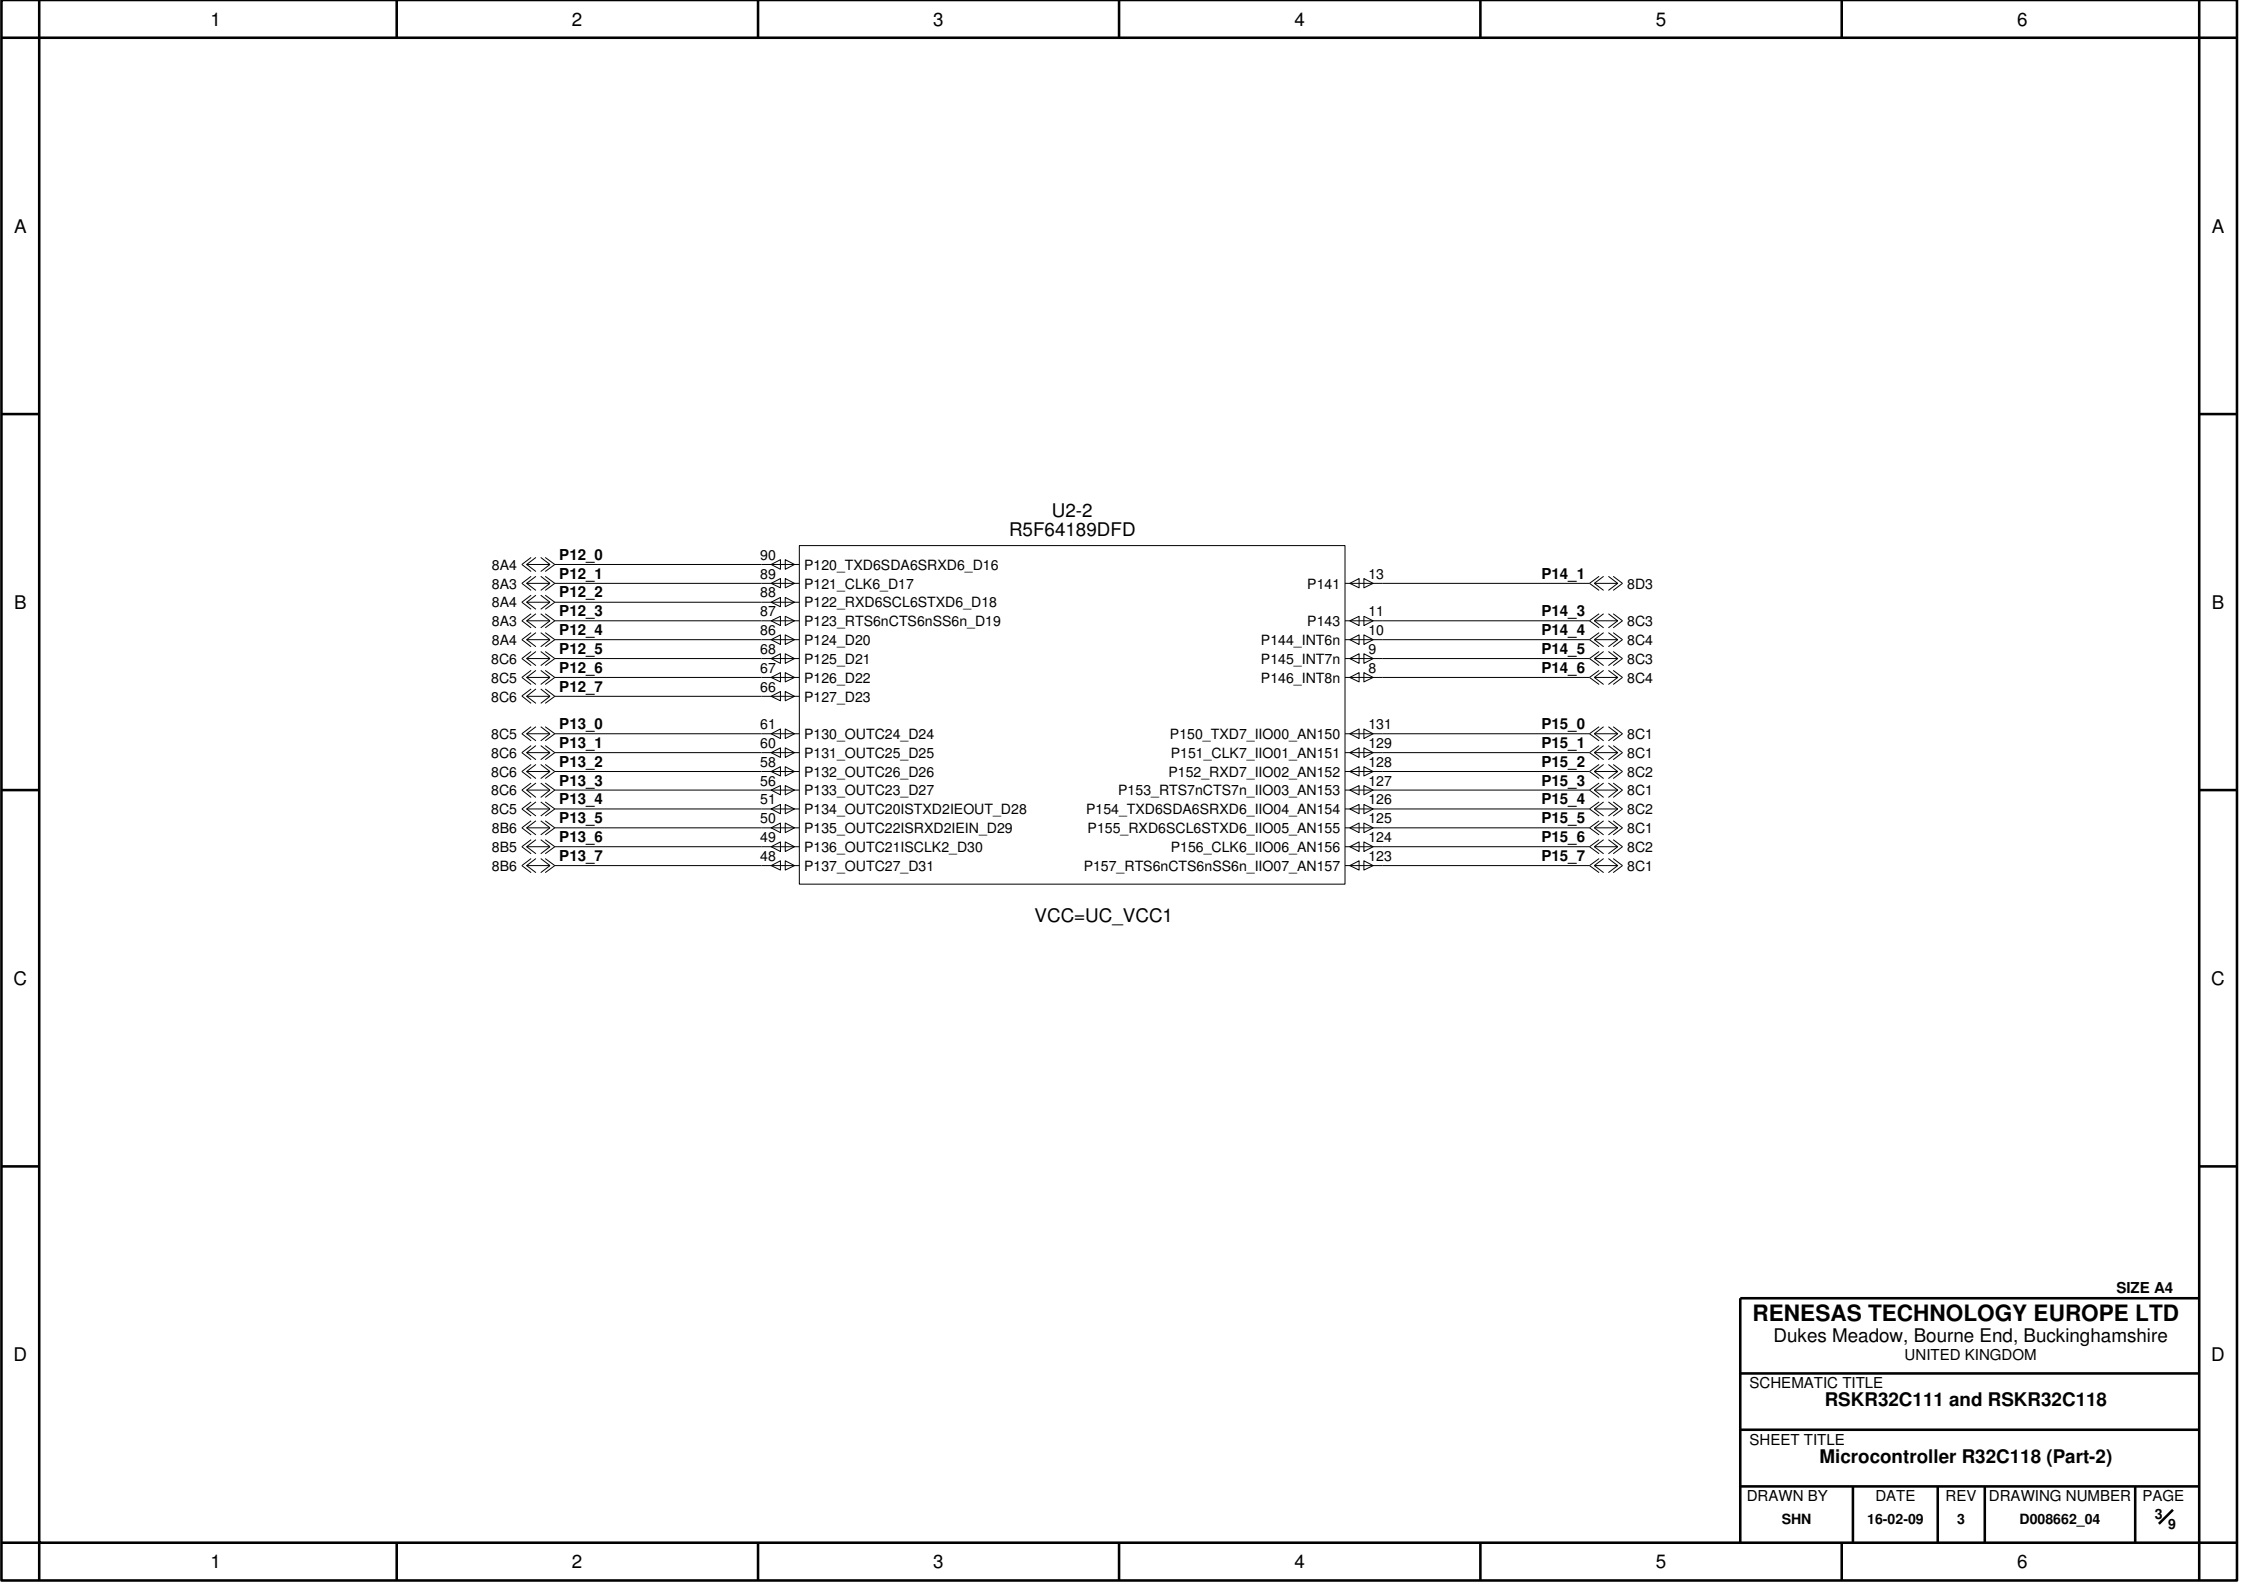 1 2 3 4 5 6
A A
B B
C C
D D
U2-2
R5F64189DFD
8A4 P12_0 90 P120_TXD6SDA6SRXD6_D16
8A3 P12_1 89 P121_CLK6_D17
8A4 P12_2 88 P122_RXD6SCL6STXD6_D18
8A3 P12_3 87 P123_RTS6nCTS6nSS6n_D19
8A4 P12_4 86 P124_D20
8C6 P12_5 68 P125_D21
8C5 P12_6 67 P126_D22
8C6 P12_7 66 P127_D23
8C5 P13_0 61 P130_OUTC24_D24
8C6 P13_1 60 P131_OUTC25_D25
8C6 P13_2 58 P132_OUTC26_D26
8C6 P13_3 56 P133_OUTC23_D27
8C5 P13_4 51 P134_OUTC20ISTXD2IEOUT_D28
8B6 P13_5 50 P135_OUTC22ISRXD2IEIN_D29
8B5 P13_6 49 P136_OUTC21ISCLK2_D30
8B6 P13_7 48 P137_OUTC27_D31
P141 13 P14_1 8D3
P143 11 P14_3 8C3
P144_INT6n 10 P14_4 8C4
P145_INT7n 9 P14_5 8C3
P146_INT8n 8 P14_6 8C4
P150_TXD7_IIO00_AN150 131 P15_0 8C1
P151_CLK7_IIO01_AN151 129 P15_1 8C1
P152_RXD7_IIO02_AN152 128 P15_2 8C2
P153_RTS7nCTS7n_IIO03_AN153 127 P15_3 8C1
P154_TXD6SDA6SRXD6_IIO04_AN154 126 P15_4 8C2
P155_RXD6SCL6STXD6_IIO05_AN155 125 P15_5 8C1
P156_CLK6_IIO06_AN156 124 P15_6 8C2
P157_RTS6nCTS6nSS6n_IIO07_AN157 123 P15_7 8C1
VCC=UC_VCC1
SIZE A4
RENESAS TECHNOLOGY EUROPE LTD
Dukes Meadow, Bourne End, Buckinghamshire
UNITED KINGDOM
SCHEMATIC TITLE
RSKR32C111 and RSKR32C118
SHEET TITLE
Microcontroller R32C118 (Part-2)
DRAWN BY DATE REV DRAWING NUMBER PAGE
SHN 16-02-09 3 D008662_04 3/9
1 2 3 4 5 6